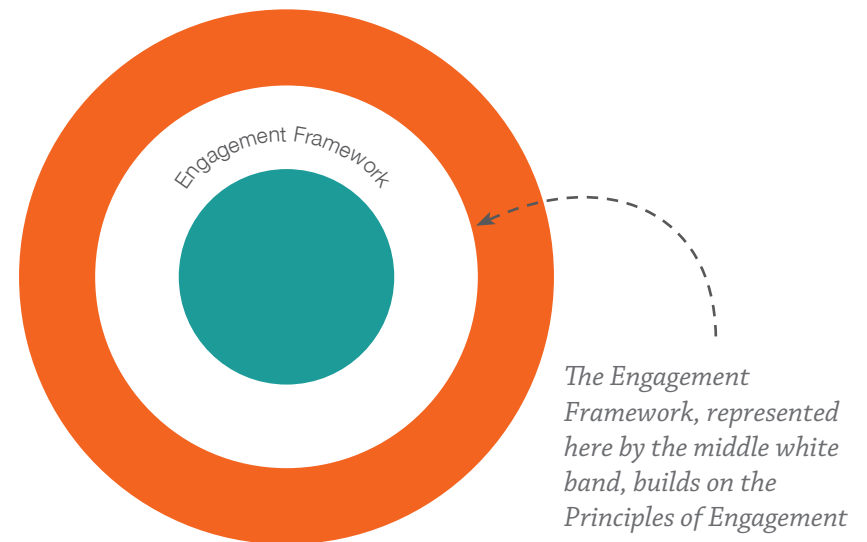 Engagement Framework
The Engagement
Framework, represented
here by the middle white
band, builds on the
Principles of Engagement